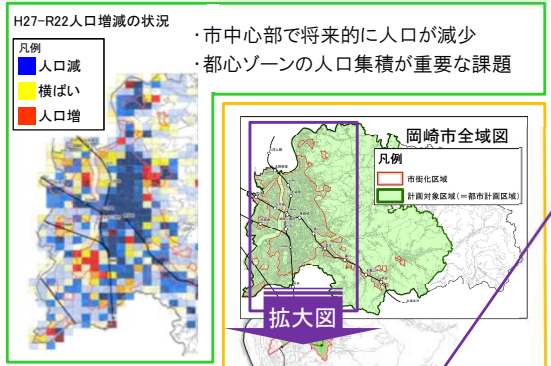 H27-R22人口増減の状況
凡例
人口減
横ばい
人口増
・市中心部で将来的に人口が減少
・都心ゾーンの人口集積が重要な課題
岡崎市全域図
凡例
市街化区域
計画対象区域(=都市計画区域)
拡大図